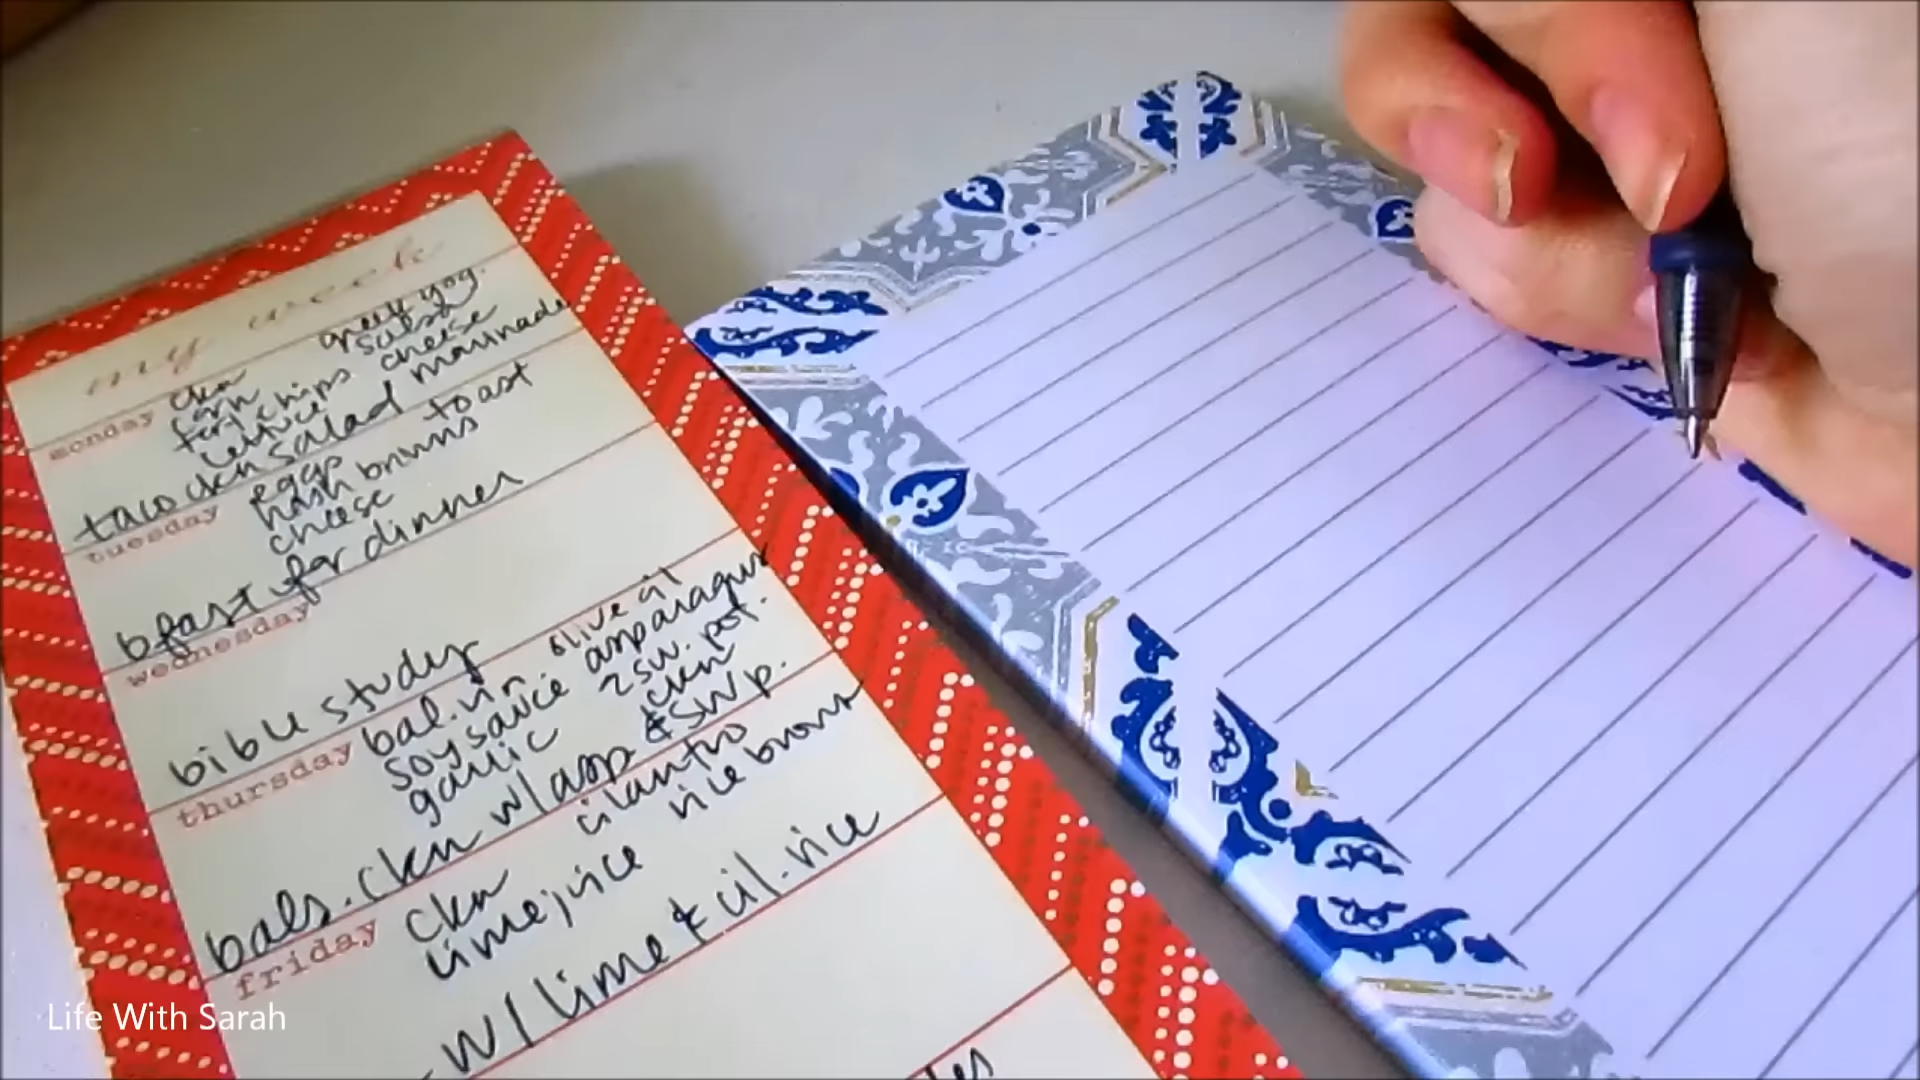 my week
greek yog.
salsa
cheese
marinade
monday ckn
tort chips
lettuce
taco ckn salad
toast
tuesday eggs
hash browns
cheese
bfast for dinner
wednesday
bible study
olive oil
asparagus
2 sw. pot.
ckn
thursday bal. vin
soy sauce
garlic
bals. ckn w/ asp & sw p.
cilantro
rice brown
friday ckn
lime juice
w/ lime & cil. rice
Life With Sarah